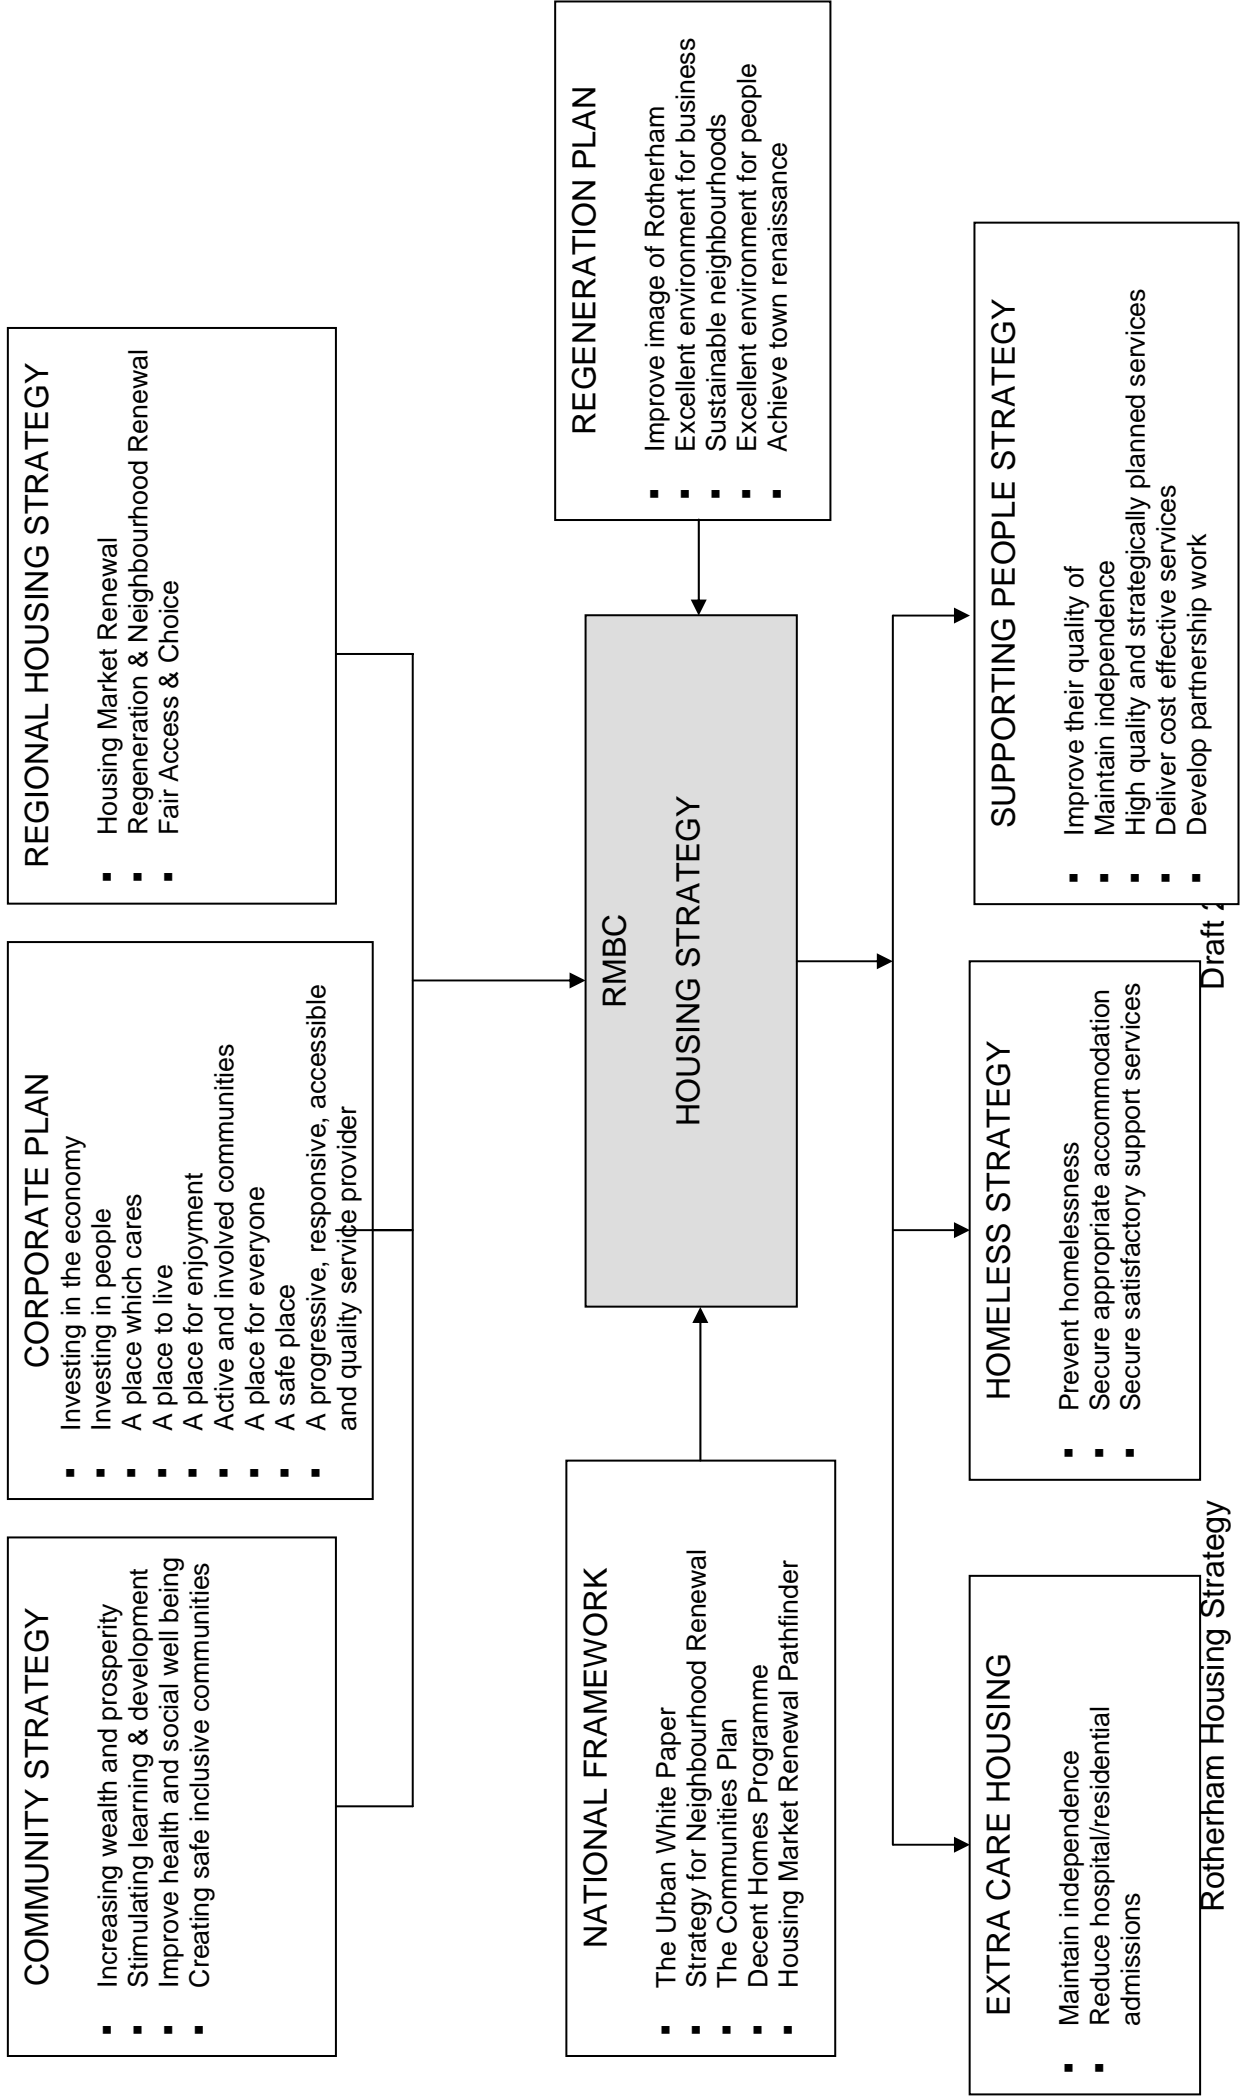 COMMUNITY STRATEGY
▪ Increasing wealth and prosperity
▪ Stimulating learning & development
▪ Improve health and social well being
▪ Creating safe inclusive communities
CORPORATE PLAN
▪ Investing in the economy
▪ Investing in people
▪ A place which cares
▪ A place to live
▪ A place for enjoyment
▪ Active and involved communities
▪ A place for everyone
▪ A safe place
▪ A progressive, responsive, accessible
and quality service provider
REGIONAL HOUSING STRATEGY
▪ Housing Market Renewal
▪ Regeneration & Neighbourhood Renewal
▪ Fair Access & Choice
NATIONAL FRAMEWORK
▪ The Urban White Paper
▪ Strategy for Neighbourhood Renewal
▪ The Communities Plan
▪ Decent Homes Programme
▪ Housing Market Renewal Pathfinder
RMBC
HOUSING STRATEGY
REGENERATION PLAN
▪ Improve image of Rotherham
▪ Excellent environment for business
▪ Sustainable neighbourhoods
▪ Excellent environment for people
▪ Achieve town renaissance
EXTRA CARE HOUSING
▪ Maintain independence
▪ Reduce hospital/residential
admissions
HOMELESS STRATEGY
▪ Prevent homelessness
▪ Secure appropriate accommodation
▪ Secure satisfactory support services
SUPPORTING PEOPLE STRATEGY
▪ Improve their quality of
▪ Maintain independence
▪ High quality and strategically planned services
▪ Deliver cost effective services
▪ Develop partnership work
Rotherham Housing Strategy
Draft